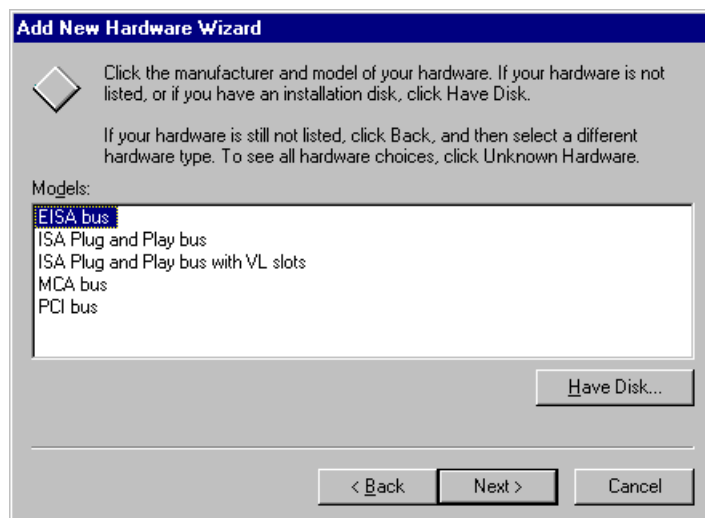 Add New Hardware Wizard
Click the manufacturer and model of your hardware. If your hardware is not
listed, or if you have an installation disk, click Have Disk.
If your hardware is still not listed, click Back, and then select a different
hardware type. To see all hardware choices, click Unknown Hardware.
Models:
EISA bus
ISA Plug and Play bus
ISA Plug and Play bus with VL slots
MCA bus
PCI bus
Have Disk...
< Back
Next >
Cancel